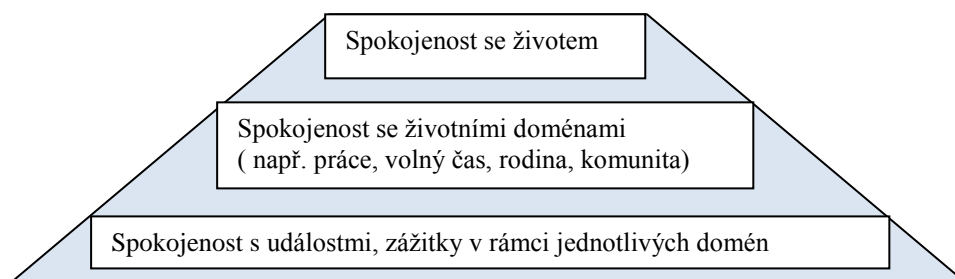 Spokojenost se životem
Spokojenost se životními doménami
( např. práce, volný čas, rodina, komunita)
Spokojenost s událostmi, zážitky v rámci jednotlivých domén